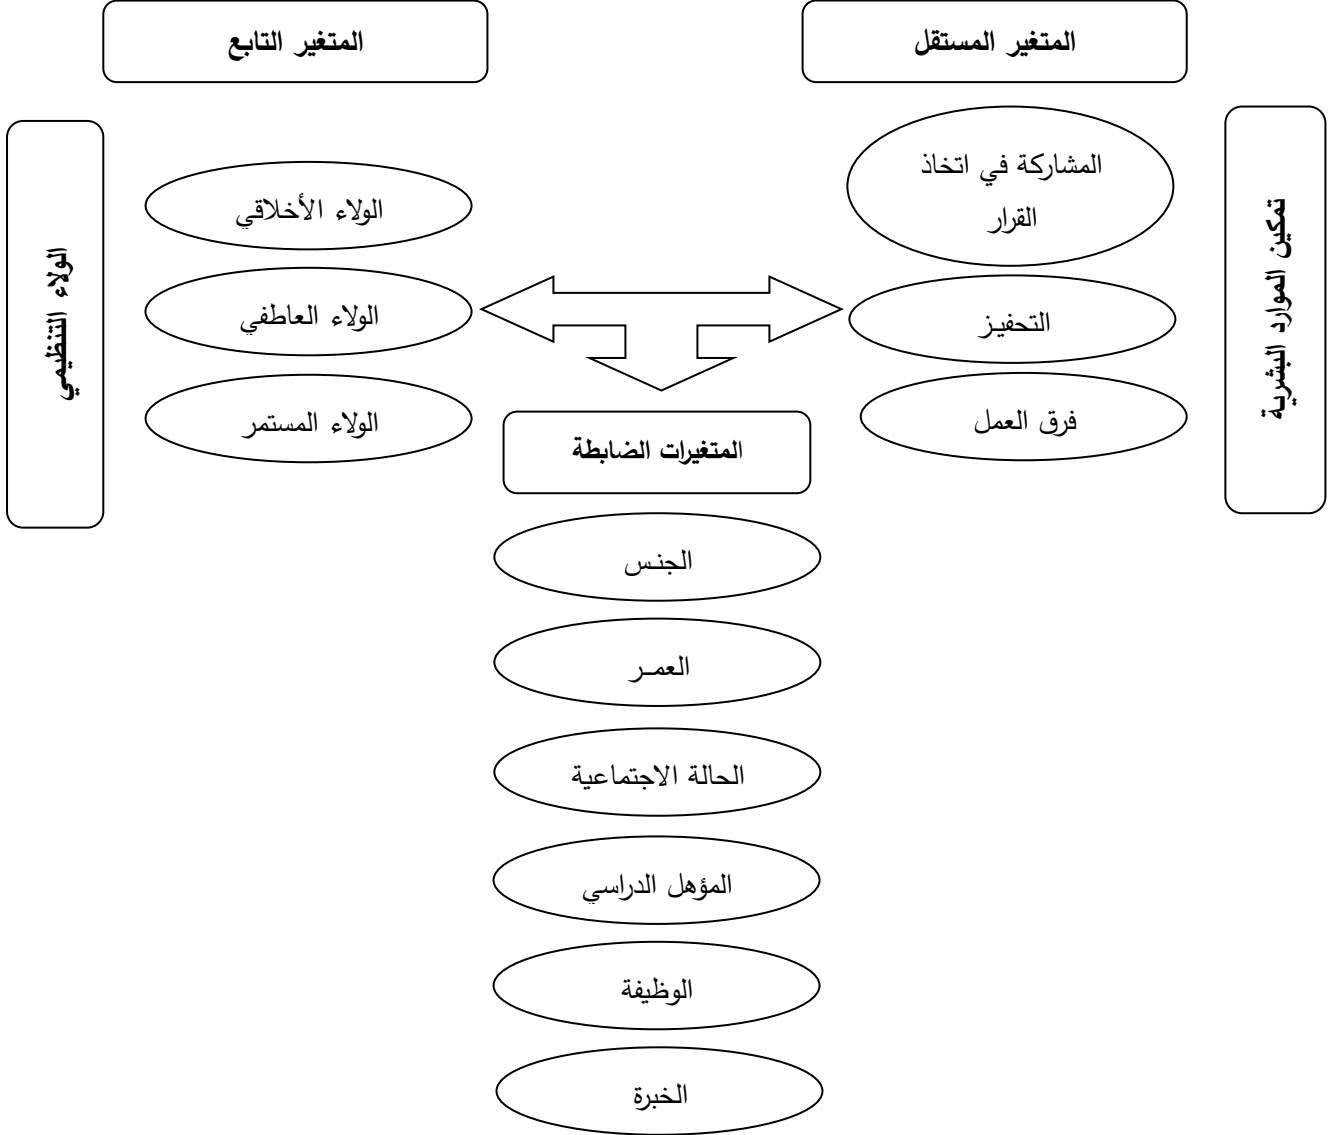 المتغير المستقل
المتغير التابع
تمكين الموارد البشرية
المشاركة في اتخاذ
القرار
التحفيز
فرق العمل
الولاء الأخلاقي
الولاء العاطفي
الولاء المستمر
الولاء التنظيمي
المتغيرات الضابطة
الجنس
العمـر
الحالة الاجتماعية
المؤهل الدراسي
الوظيفة
الخبرة